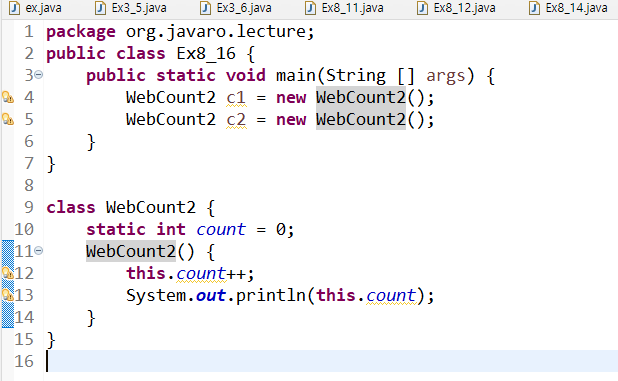 ex.java Ex3_5.java Ex3_6.java Ex8_11.java Ex8_12.java Ex8_14.java
1 package org.javaro.lecture;
2 public class Ex8_16 {
3 public static void main(String [] args) {
4 WebCount2 c1 = new WebCount2();
5 WebCount2 c2 = new WebCount2();
6 }
7 }
8
9 class WebCount2 {
10 static int count = 0;
11 WebCount2() {
12 this.count++;
13 System.out.println(this.count);
14 }
15 }
16